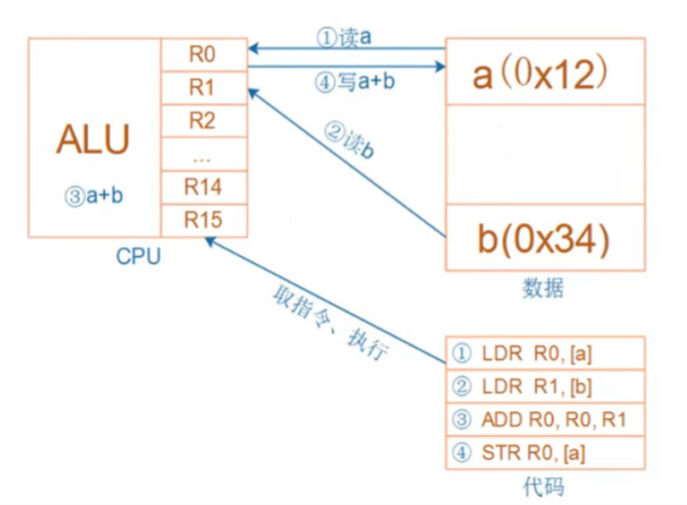 ①读a
④写a+b
②读b
ALU
③a+b
R0
R1
R2
...
R14
R15
CPU
a(0x12)
b(0x34)
数据
取指令、执行
① LDR R0, [a]
② LDR R1, [b]
③ ADD R0, R0, R1
④ STR R0, [a]
代码